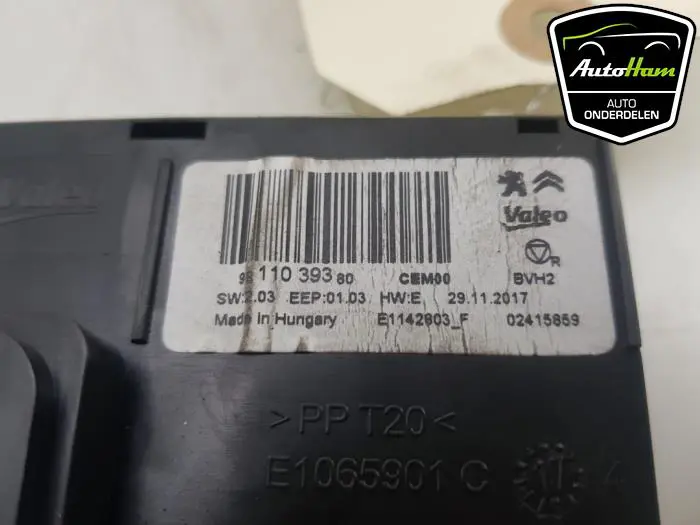 AutoHam
AUTO
ONDERDELEN
Valeo
98 110 393 80 CEM00 BVH2
R
SW:2.03 EEP:01.03 HW:E 29.11.2017
Made in Hungary E1142803_F 02415859
>PP T20<
E1065901 C